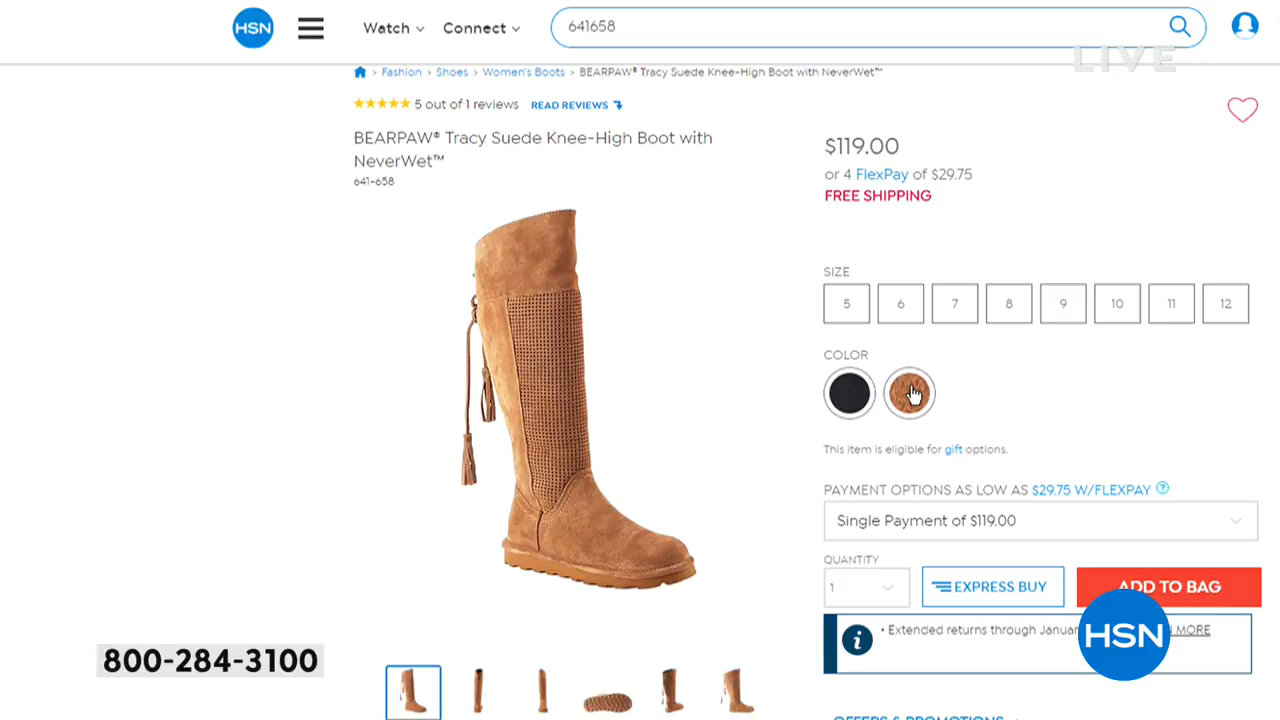 HSN
Watch
Connect
641658
LIVE
> Fashion > Shoes > Women's Boots > BEARPAW® Tracy Suede Knee-High Boot with NeverWet™
5 out of 1 reviews READ REVIEWS
BEARPAW® Tracy Suede Knee-High Boot with
NeverWet™
641-658
$119.00
or 4 FlexPay of $29.75
FREE SHIPPING
SIZE
5 6 7 8 9 10 11 12
COLOR
This item is eligible for gift options.
PAYMENT OPTIONS AS LOW AS $29.75 W/FLEXPAY ?
Single Payment of $119.00
QUANTITY
1
EXPRESS BUY
ADD TO BAG
i
• Extended returns through Januar
MORE
HSN
800-284-3100
OFFERS & PROMOTIONS